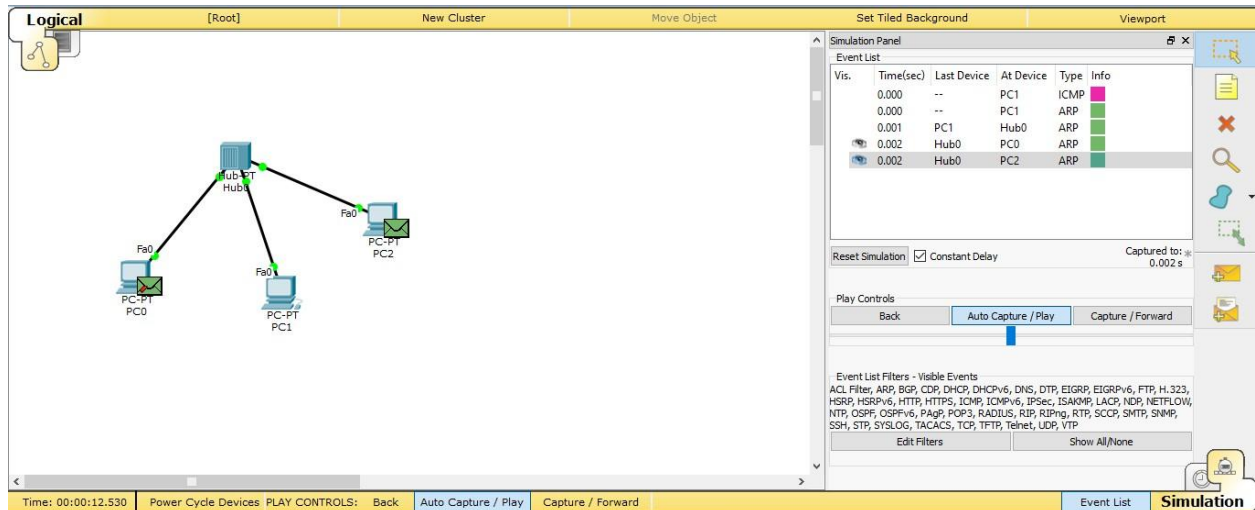 Logical [Root] New Cluster Move Object Set Tiled Background Viewport
Simulation Panel
Event List
Vis. Time(sec) Last Device At Device Type Info
0.000 -- PC1 ICMP
0.000 -- PC1 ARP
0.001 PC1 Hub0 ARP
0.002 Hub0 PC0 ARP
0.002 Hub0 PC2 ARP
Hub-PT
Hub0
Fa0
PC-PT
PC2
Fa0
PC-PT
PC0
Fa0
PC-PT
PC1
Reset Simulation Constant Delay Captured to: *
0.002 s
Play Controls
Back Auto Capture / Play Capture / Forward
Event List Filters - Visible Events
ACL Filter, ARP, BGP, CDP, DHCP, DHCPv6, DNS, DTP, EIGRP, EIGRPv6, FTP, H.323,
HSRP, HSRPv6, HTTP, HTTPS, ICMP, ICMPv6, IPSec, ISAKMP, LACP, NDP, NETFLOW,
NTP, OSPF, OSPFv6, PAgP, POP3, RADIUS, RIP, RIPng, RTP, SCCP, SMTP, SNMP,
SSH, STP, SYSLOG, TACACS, TCP, TFTP, Telnet, UDP, VTP
Edit Filters Show All/None
Time: 00:00:12.530 Power Cycle Devices PLAY CONTROLS: Back Auto Capture / Play Capture / Forward Event List Simulation